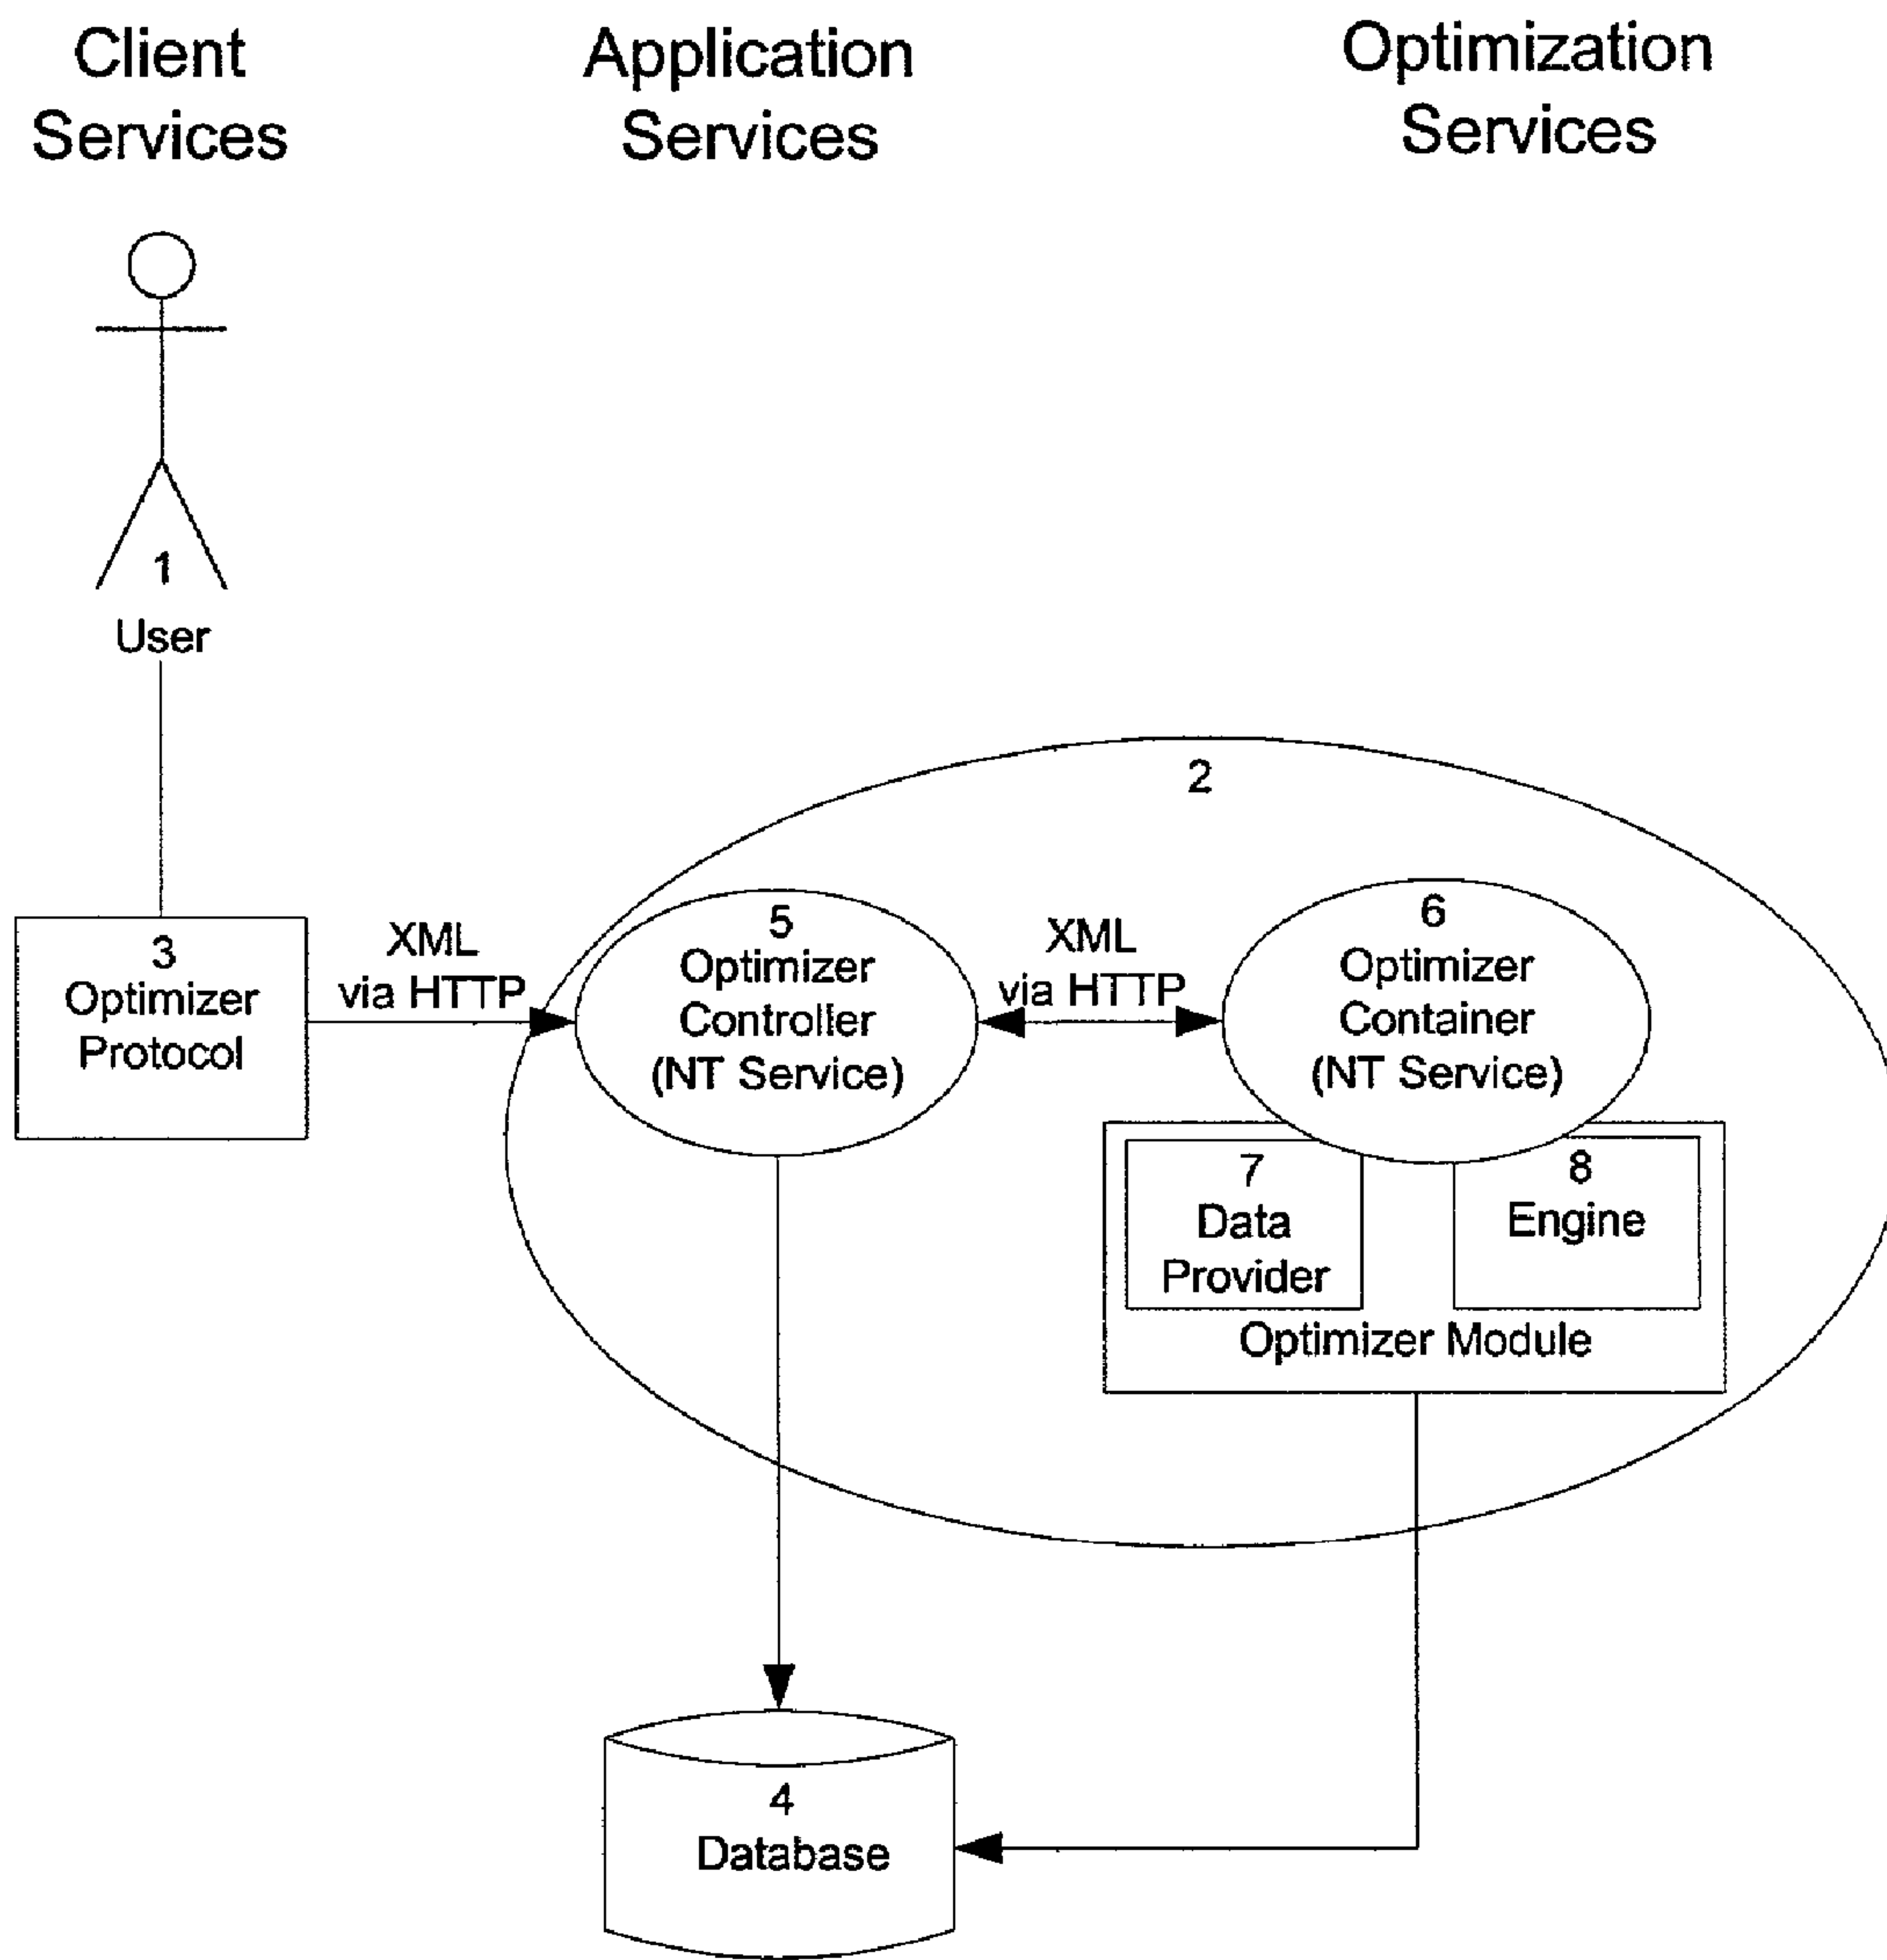 Client
Services
Application
Services
Optimization
Services
1
User
2
3
Optimizer
Protocol
XML
via HTTP
5
Optimizer
Controller
(NT Service)
XML
via HTTP
6
Optimizer
Container
(NT Service)
7
Data
Provider
8
Engine
Optimizer Module
4
Database